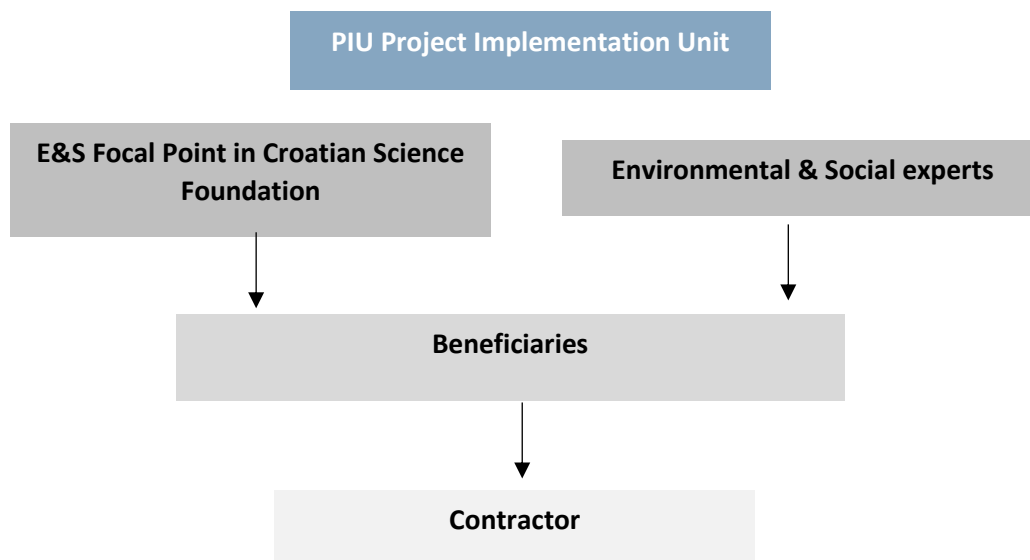 PIU Project Implementation Unit
E&S Focal Point in Croatian Science
Foundation
Environmental & Social experts
Beneficiaries
Contractor